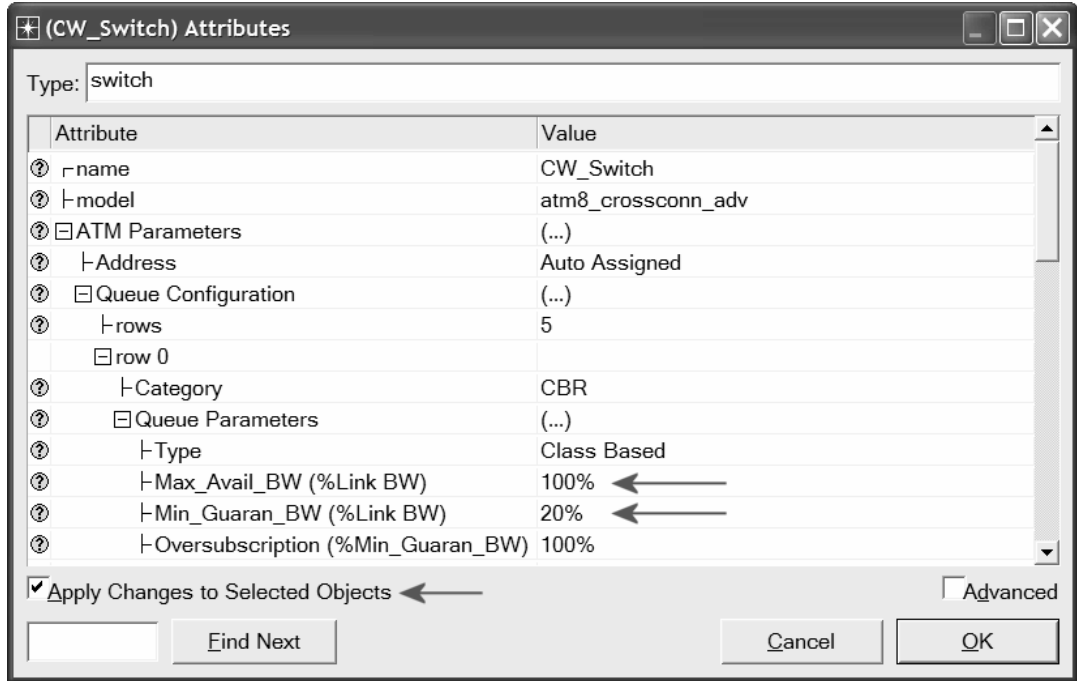 (CW_Switch) Attributes
Type: switch
Attribute Value
name CW_Switch
model atm8_crossconn_adv
ATM Parameters (...)
Address Auto Assigned
Queue Configuration (...)
rows 5
row 0
Category CBR
Queue Parameters (...)
Type Class Based
Max_Avail_BW (%Link BW) 100%
Min_Guaran_BW (%Link BW) 20%
Oversubscription (%Min_Guaran_BW) 100%
Apply Changes to Selected Objects Advanced
Find Next Cancel OK